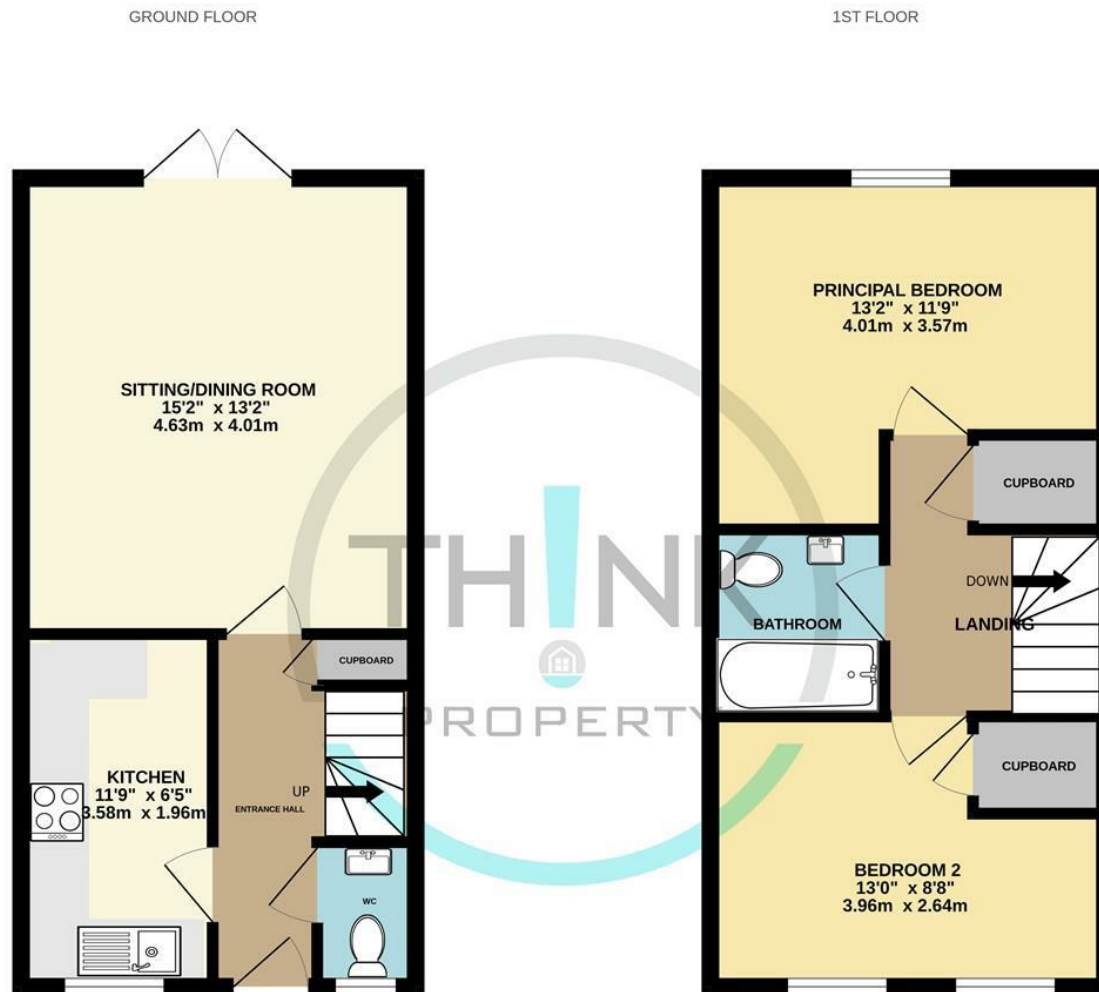 GROUND FLOOR
1ST FLOOR
SITTING/DINING ROOM
15'2" x 13'2"
4.63m x 4.01m
CUPBOARD
KITCHEN
11'9" x 6'5"
3.58m x 1.96m
ENTRANCE HALL
UP
WC
PRINCIPAL BEDROOM
13'2" x 11'9"
4.01m x 3.57m
CUPBOARD
DOWN
BATHROOM
LANDING
CUPBOARD
BEDROOM 2
13'0" x 8'8"
3.96m x 2.64m
TH!NK
PROPERTY